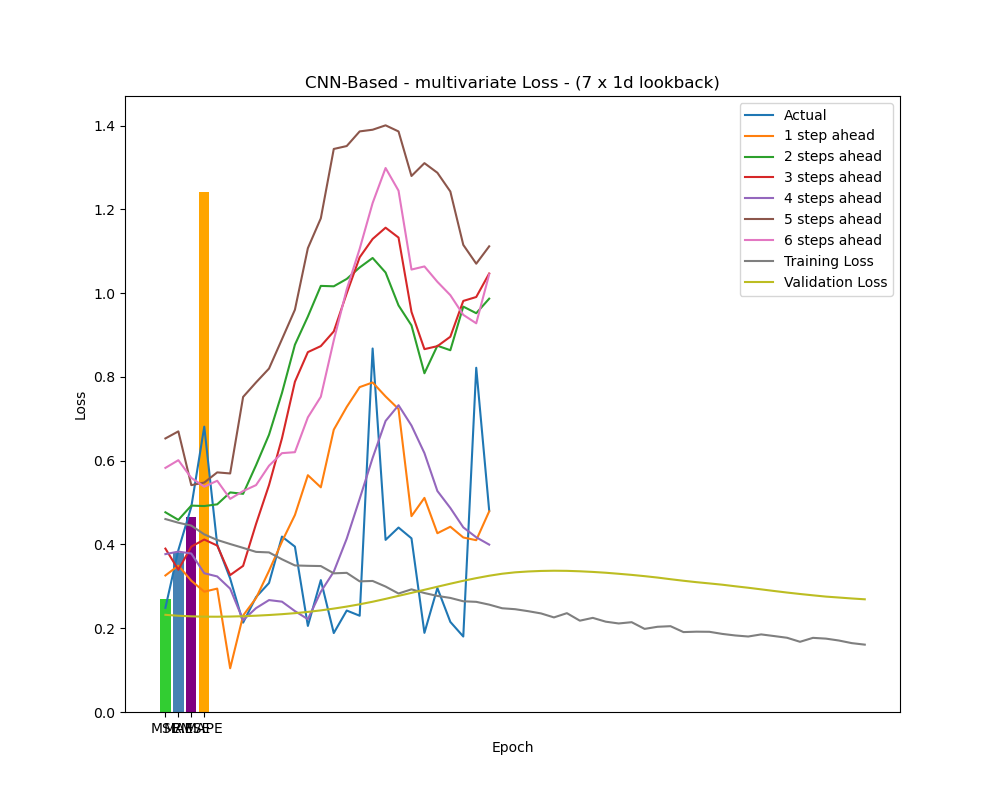 CNN-Based - multivariate Loss - (7 x 1d lookback)
Actual
1 step ahead
2 steps ahead
3 steps ahead
4 steps ahead
5 steps ahead
6 steps ahead
Training Loss
Validation Loss
Loss
1.4
1.2
1.0
0.8
0.6
0.4
0.2
0.0
Epoch